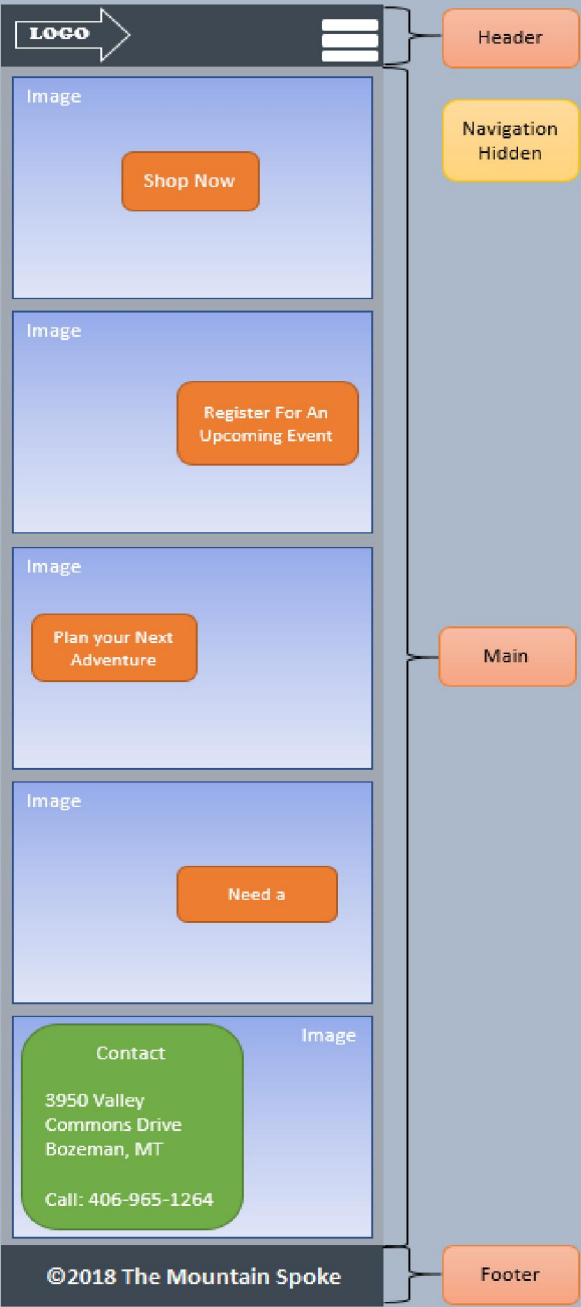 LOGO
Header
Image
Navigation
Hidden
Shop Now
Image
Register For An
Upcoming Event
Image
Plan your Next
Adventure
Main
Image
Need a
Image
Contact
3950 Valley
Commons Drive
Bozeman, MT
Call: 406-965-1264
©2018 The Mountain Spoke
Footer